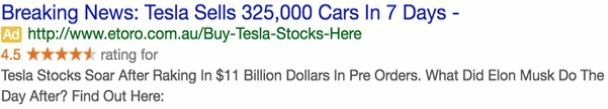 Breaking News: Tesla Sells 325,000 Cars In 7 Days -
Ad http://www.etoro.com.au/Buy-Tesla-Stocks-Here
4.5 ★★★★★ rating for
Tesla Stocks Soar After Raking In $11 Billion Dollars In Pre Orders. What Did Elon Musk Do The
Day After? Find Out Here: